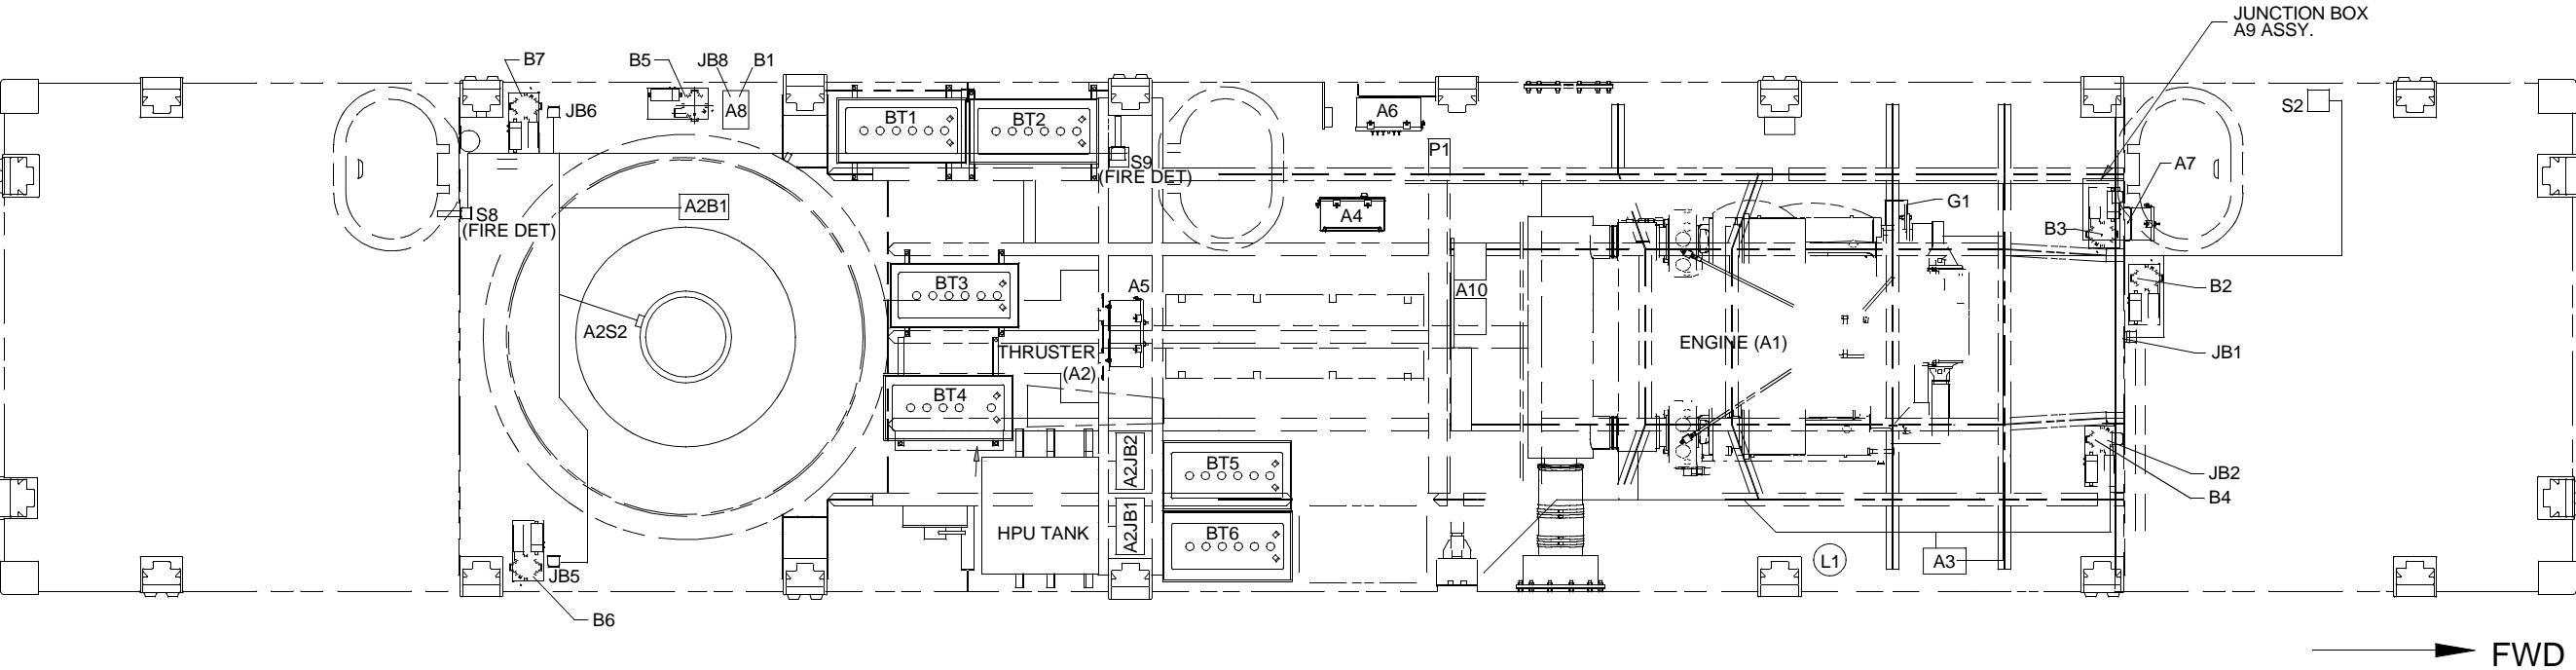 JUNCTION BOX
A9 ASSY.
B7
B5
JB8
B1
JB6
A8
BT1
BT2
A6
S2
P1
S9
(FIRE DET)
A7
A2B1
S8
(FIRE DET)
A4
G1
B3
BT3
A5
A10
B2
A2S2
THRUSTER
(A2)
ENGINE (A1)
JB1
BT4
A2JB2
BT5
JB2
B4
A2JB1
HPU TANK
BT6
L1
A3
JB5
B6
FWD